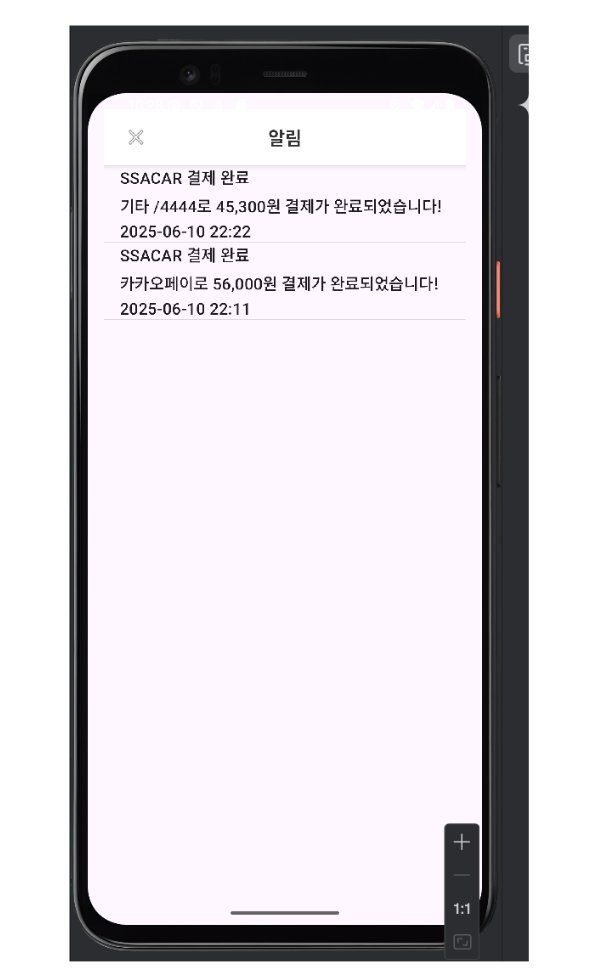 알림
SSACAR 결제 완료
기타 /4444로 45,300원 결제가 완료되었습니다!
2025-06-10 22:22
SSACAR 결제 완료
카카오페이로 56,000원 결제가 완료되었습니다!
2025-06-10 22:11
1:1